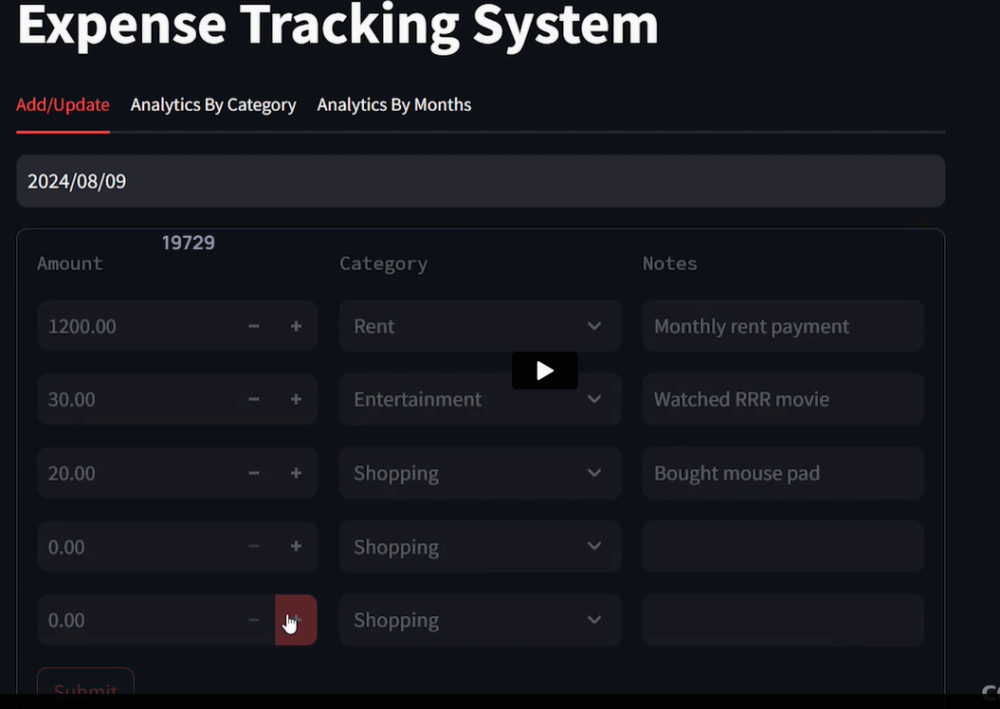 Expense Tracking System
Add/Update Analytics By Category Analytics By Months
2024/08/09
19729
Amount Category Notes
1200.00 − + Rent Monthly rent payment
30.00 − + Entertainment Watched RRR movie
20.00 − + Shopping Bought mouse pad
0.00 − + Shopping
0.00 − + Shopping
Submit